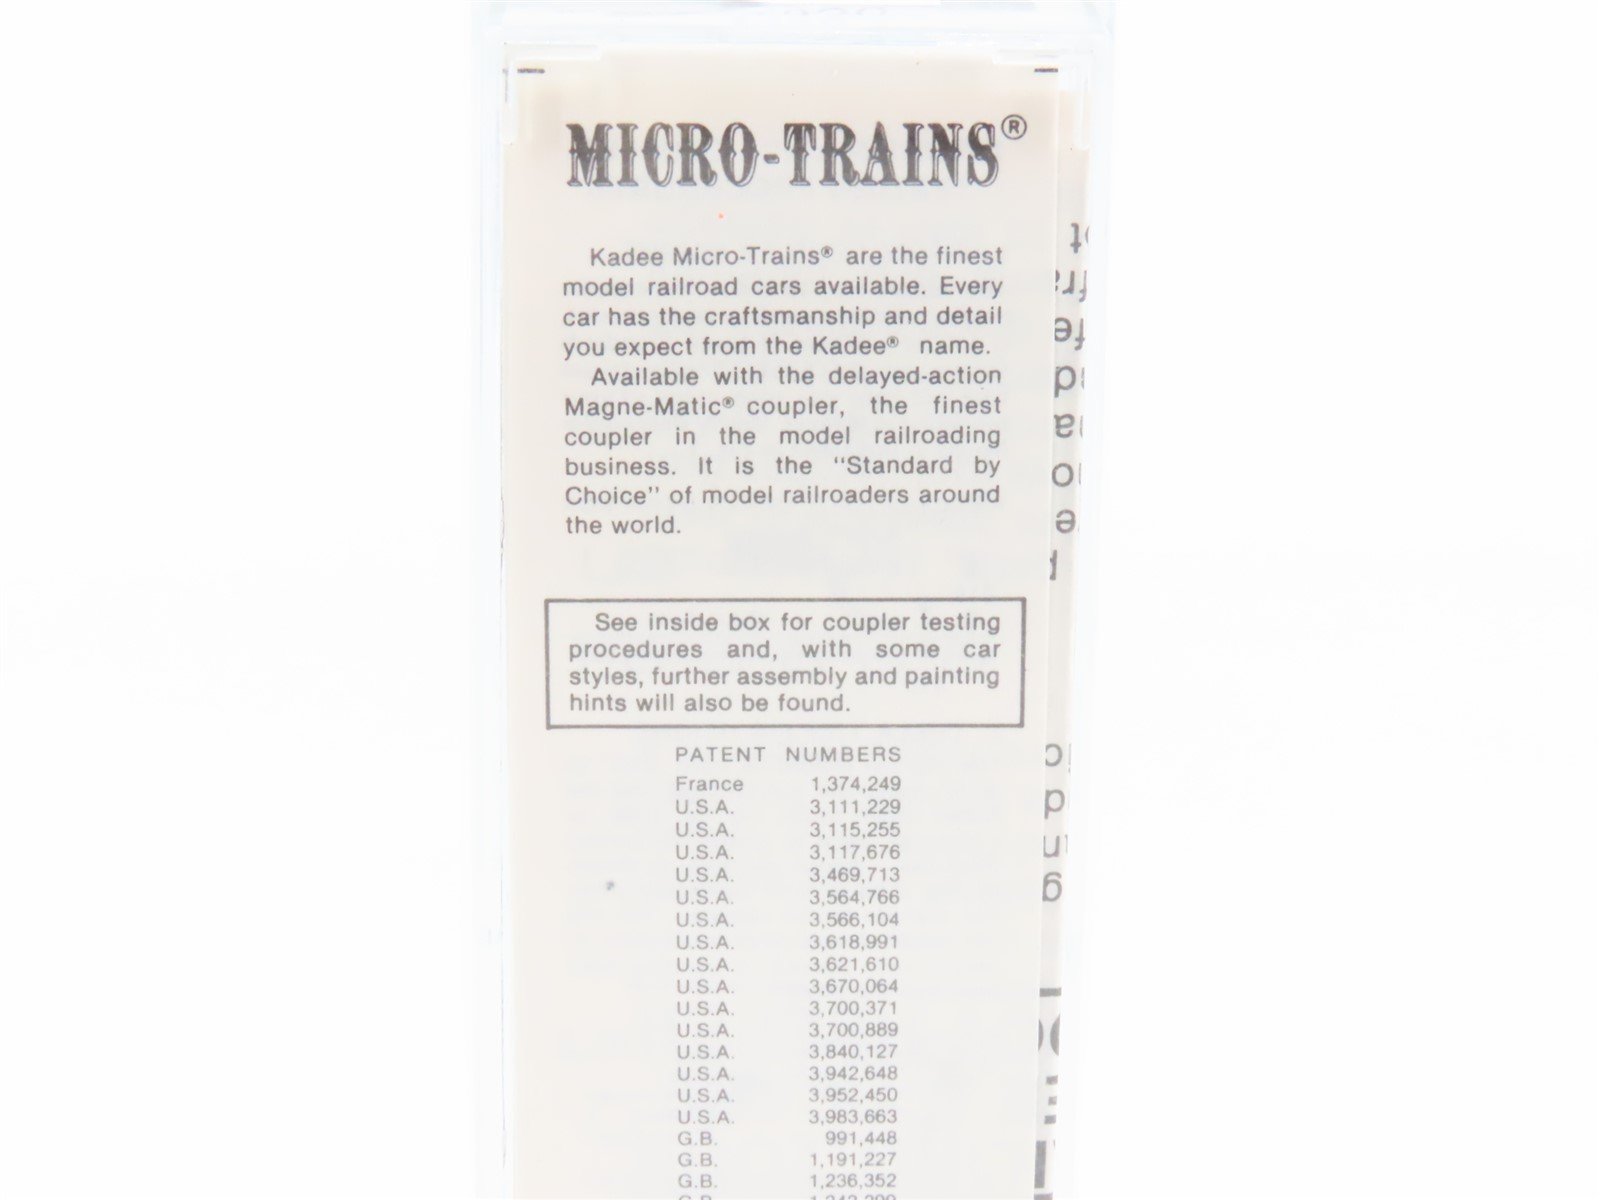 MICRO-TRAINS®
Kadee Micro-Trains® are the finest
model railroad cars available. Every
car has the craftsmanship and detail
you expect from the Kadee® name.
Available with the delayed-action
Magne-Matic® coupler, the finest
coupler in the model railroading
business. It is the "Standard by
Choice" of model railroaders around
the world.
See inside box for coupler testing
procedures and, with some car
styles, further assembly and painting
hints will also be found.
PATENT NUMBERS
France 1,374,249
U.S.A. 3,111,229
U.S.A. 3,115,255
U.S.A. 3,117,676
U.S.A. 3,469,713
U.S.A. 3,564,766
U.S.A. 3,566,104
U.S.A. 3,618,991
U.S.A. 3,621,610
U.S.A. 3,670,064
U.S.A. 3,700,371
U.S.A. 3,700,889
U.S.A. 3,840,127
U.S.A. 3,942,648
U.S.A. 3,952,450
U.S.A. 3,983,663
G.B. 991,448
G.B. 1,191,227
G.B. 1,236,352